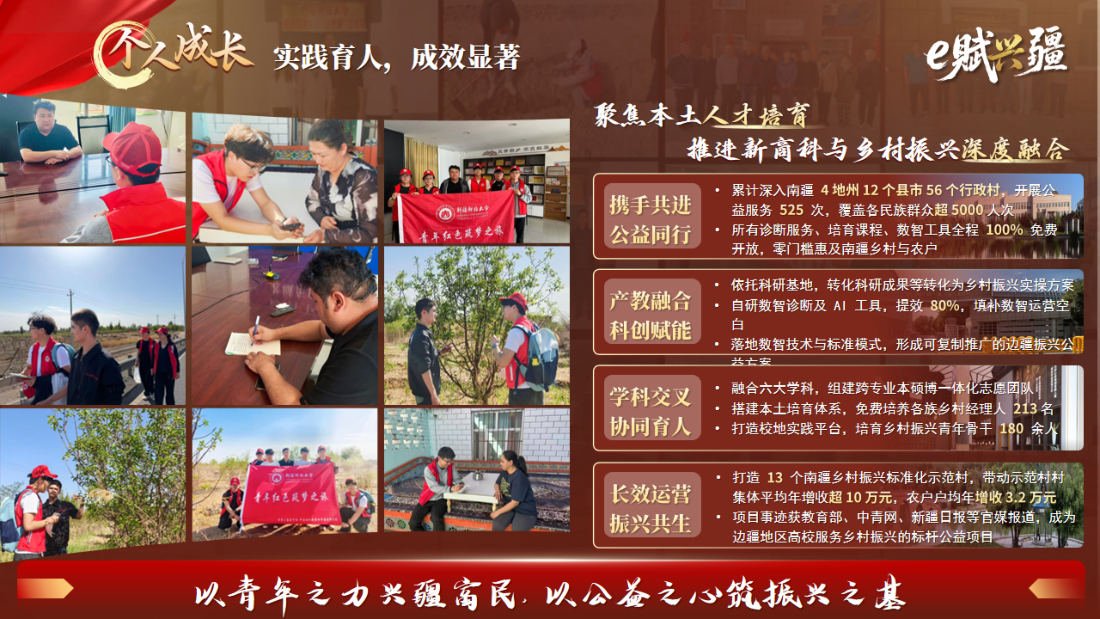 个人成长 实践育人，成效显著
e赋兴疆
聚焦本土人才培育
推进新商科与乡村振兴深度融合
青年红色筑梦之旅
青年红色筑梦之旅
携手共进
公益同行
• 累计深入南疆 4 地州 12 个县市 56 个行政村，开展公
益服务 525 次，覆盖各民族群众超 5000 人次
• 所有诊断服务、培育课程、数智工具全程 100% 免费
开放，零门槛惠及南疆乡村与农户
产教融合
科创赋能
• 依托科研基地，转化科研成果等转化为乡村振兴实操方案
• 自研数智诊断及 AI 工具，提效 80%，填补数智运营空
白
• 落地数智技术与标准模式，形成可复制推广的边疆振兴公
益方案
学科交叉
协同育人
• 融合六大学科，组建跨专业本硕博一体化志愿团队
• 搭建本土培育体系，免费培养各族乡村经理人 213 名
• 打造校地实践平台，培育乡村振兴青年骨干 180 余人
长效运营
振兴共生
• 打造 13 个南疆乡村振兴标准化示范村，带动示范村村
集体平均年增收超 10 万元，农户户均年增收 3.2 万元
• 项目事迹获教育部、中青网、新疆日报等官媒报道，成为
边疆地区高校服务乡村振兴的标杆公益项目
以青年之力兴疆富民，以公益之心筑振兴之基